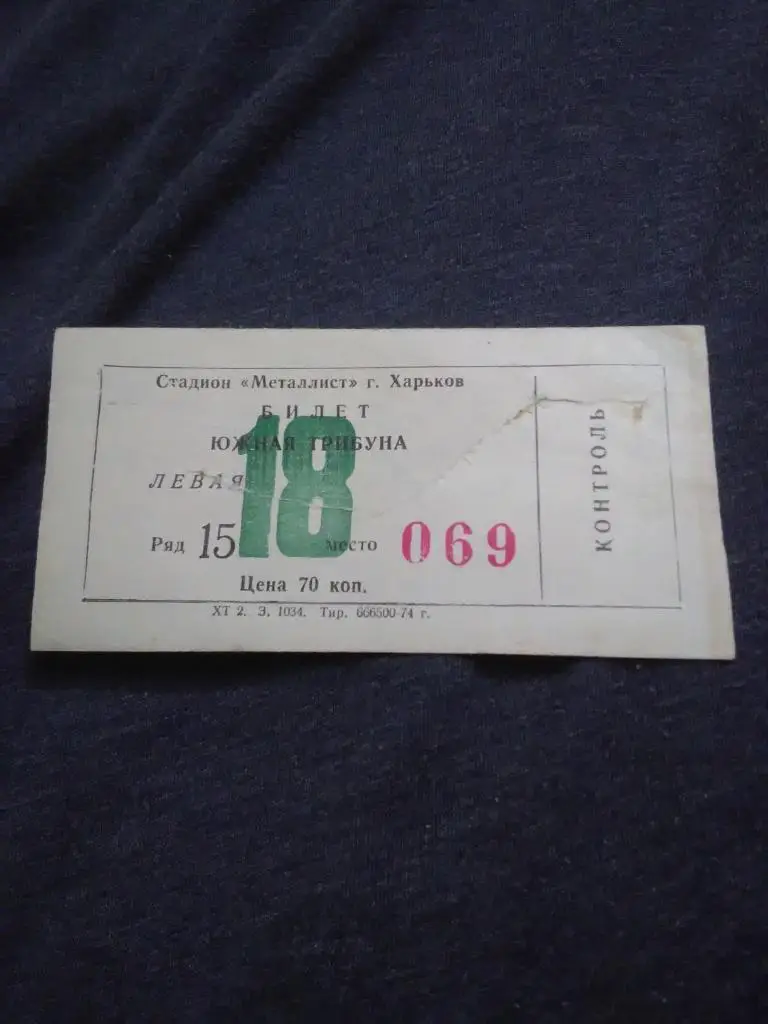 Стадион «Металлист» г. Харьков
БИЛЕТ
ЮЖНАЯ ТРИБУНА
ЛЕВАЯ
18
Ряд 15 место 069
Цена 70 коп.
ХТ 2. З. 1034. Тир. 666500-74 г.
КОНТРОЛЬ